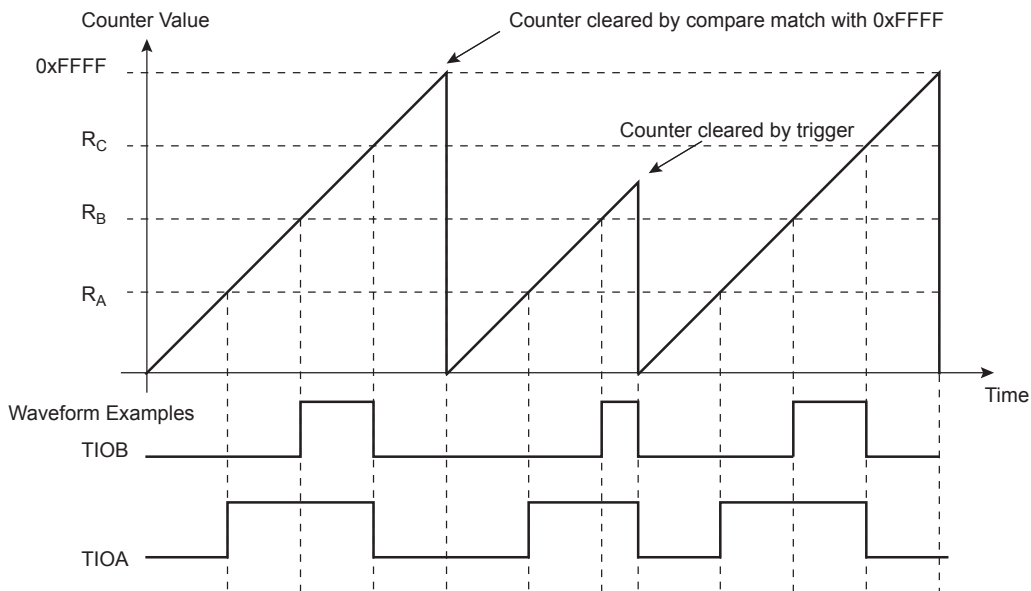 Counter Value
Counter cleared by compare match with 0xFFFF
0xFFFF
Counter cleared by trigger
RC
RB
RA
Time
Waveform Examples
TIOB
TIOA